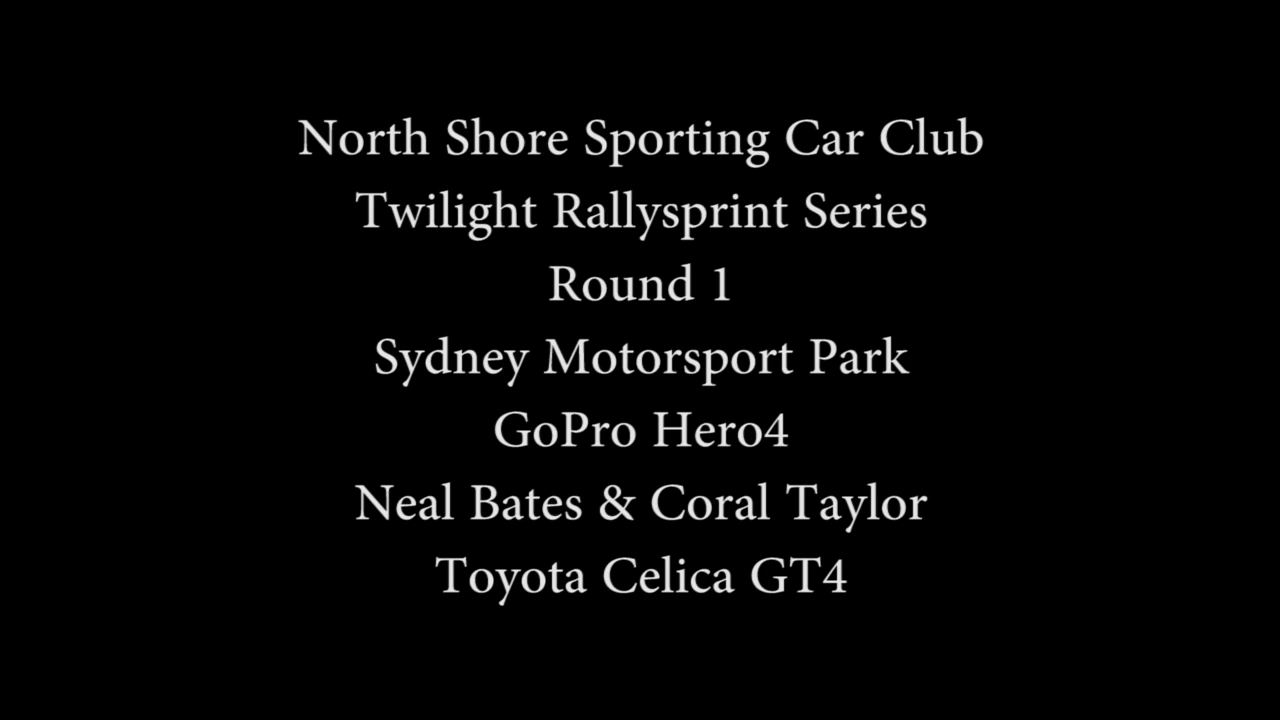 North Shore Sporting Car Club
Twilight Rallysprint Series
Round 1
Sydney Motorsport Park
GoPro Hero4
Neal Bates & Coral Taylor
Toyota Celica GT4